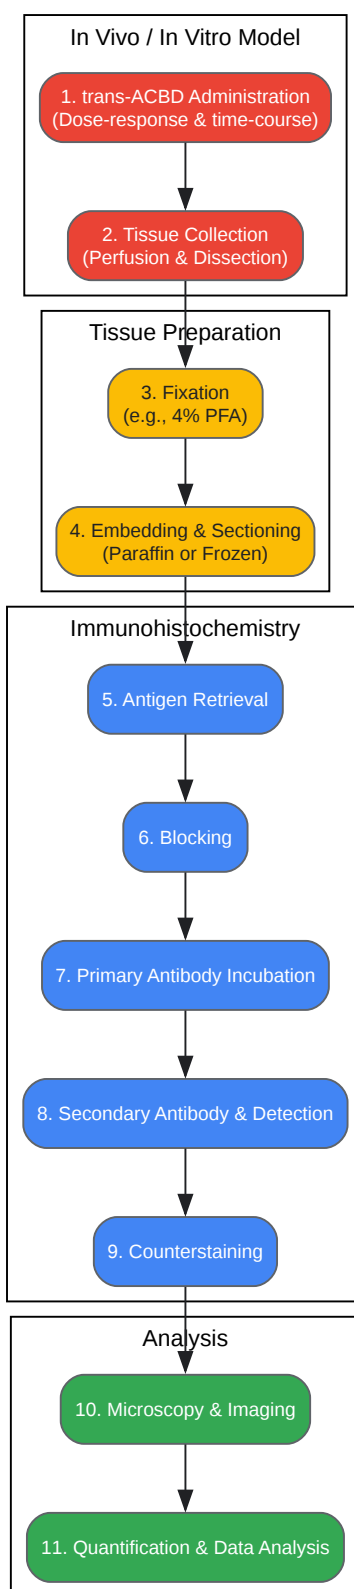 In Vivo / In Vitro Model
1. trans-ACBD Administration
(Dose-response & time-course)
2. Tissue Collection
(Perfusion & Dissection)
Tissue Preparation
3. Fixation
(e.g., 4% PFA)
4. Embedding & Sectioning
(Paraffin or Frozen)
Immunohistochemistry
5. Antigen Retrieval
6. Blocking
7. Primary Antibody Incubation
8. Secondary Antibody & Detection
9. Counterstaining
Analysis
10. Microscopy & Imaging
11. Quantification & Data Analysis